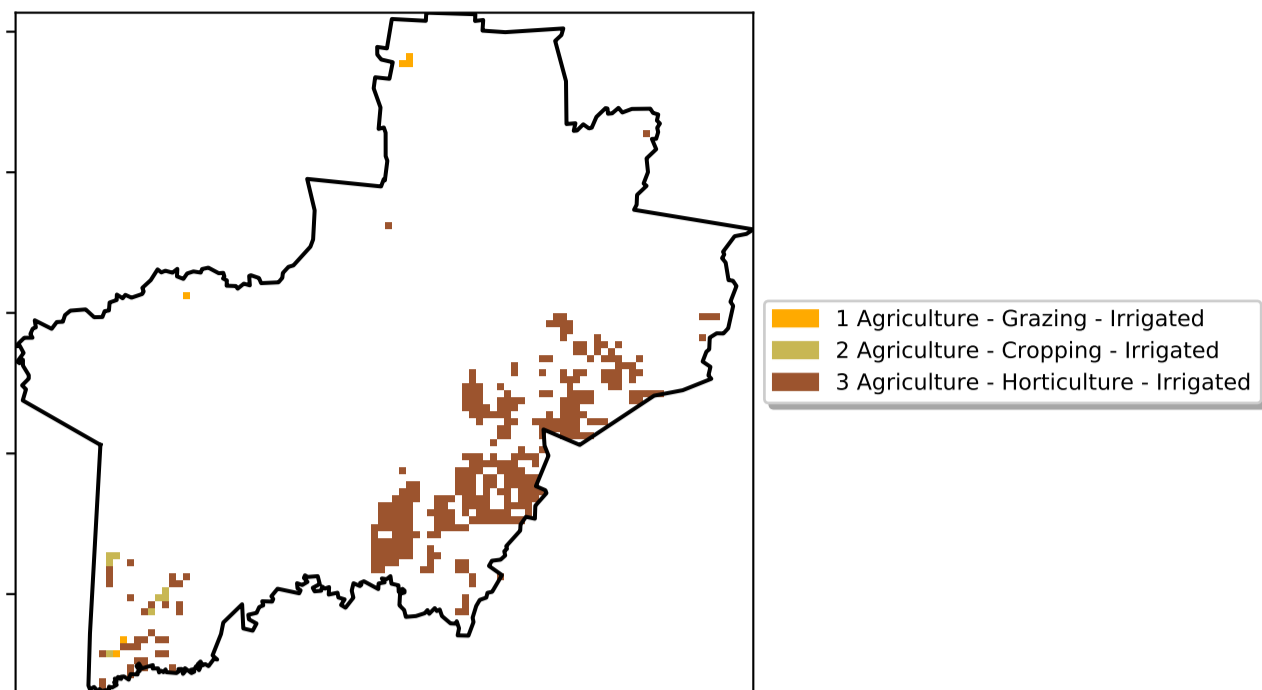 1 Agriculture - Grazing - Irrigated
2 Agriculture - Cropping - Irrigated
3 Agriculture - Horticulture - Irrigated